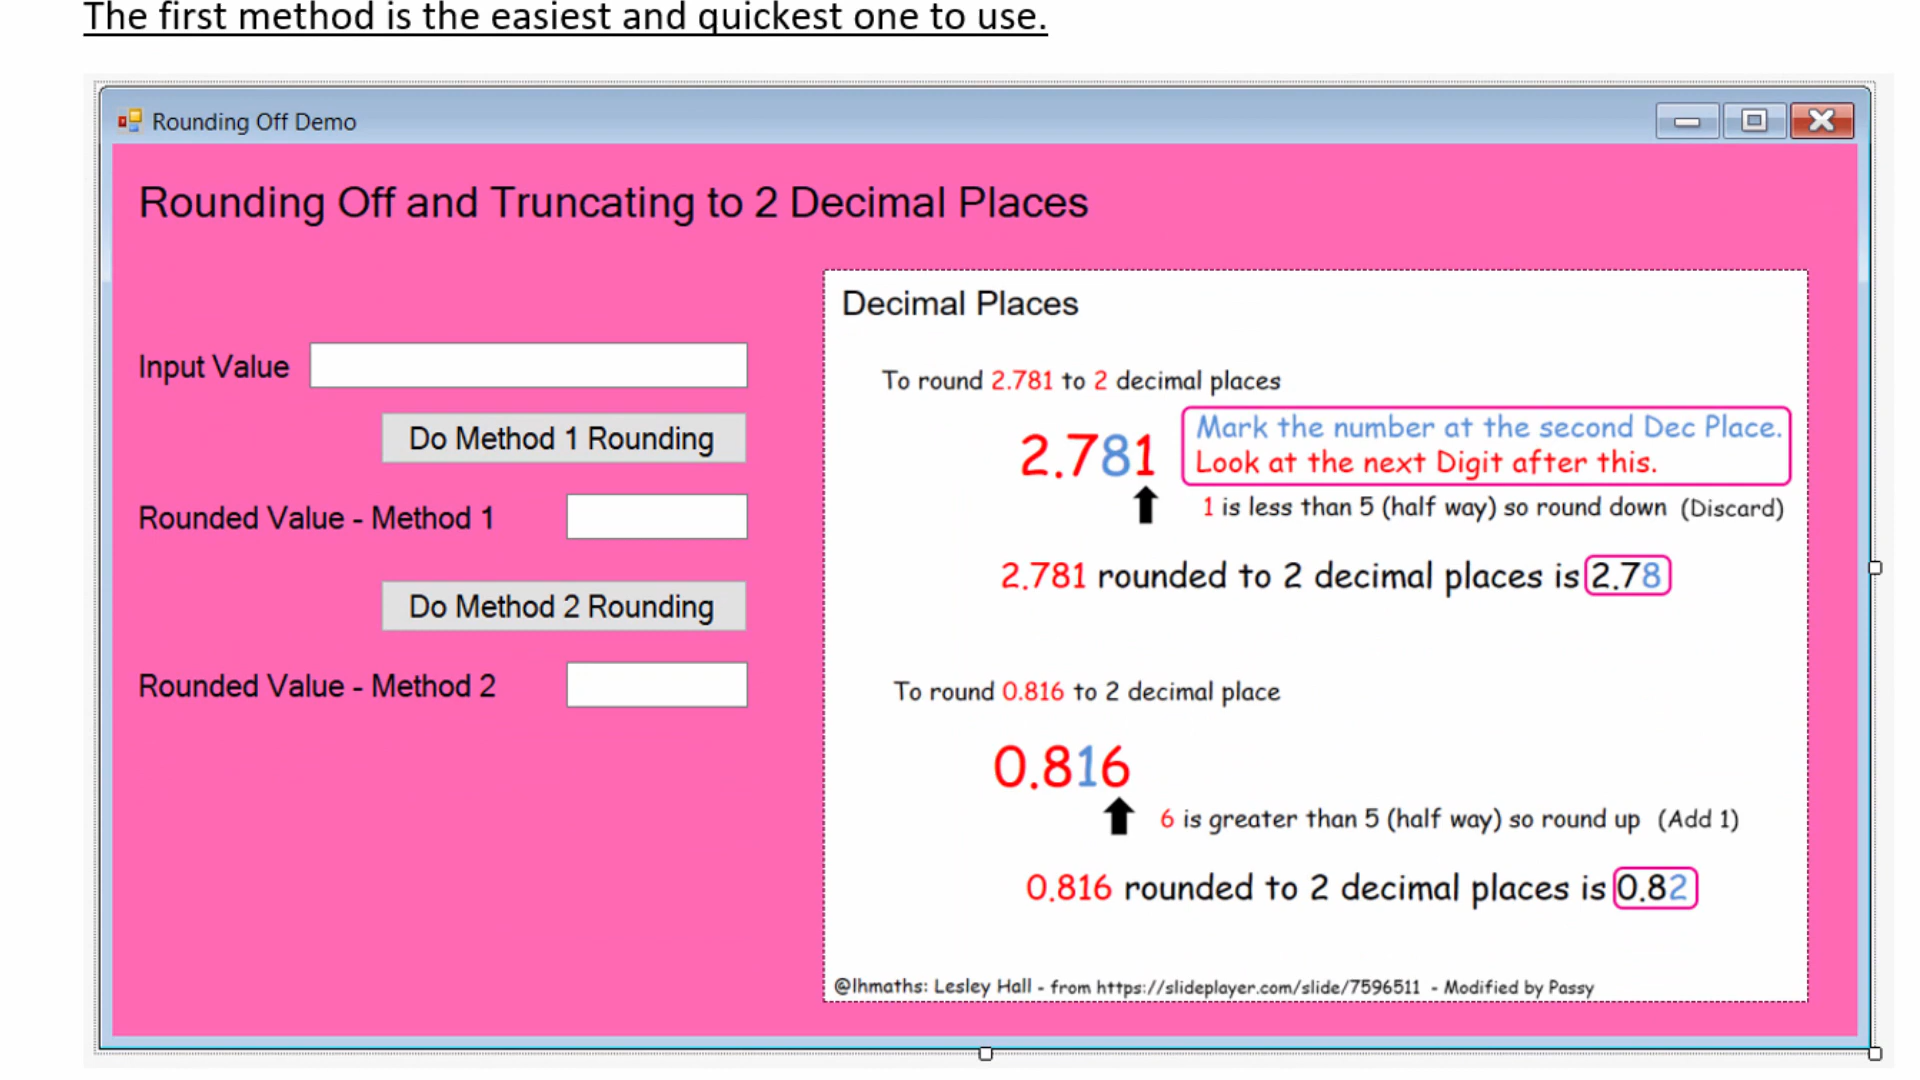 The first method is the easiest and quickest one to use.
Rounding Off Demo
Rounding Off and Truncating to 2 Decimal Places
Input Value
Do Method 1 Rounding
Rounded Value - Method 1
Do Method 2 Rounding
Rounded Value - Method 2
Decimal Places
To round 2.781 to 2 decimal places
2.781
Mark the number at the second Dec Place.
Look at the next Digit after this.
1 is less than 5 (half way) so round down (Discard)
2.781 rounded to 2 decimal places is 2.78
To round 0.816 to 2 decimal place
0.816
6 is greater than 5 (half way) so round up (Add 1)
0.816 rounded to 2 decimal places is 0.82
@lhmaths: Lesley Hall - from https://slideplayer.com/slide/7596511 - Modified by Passy